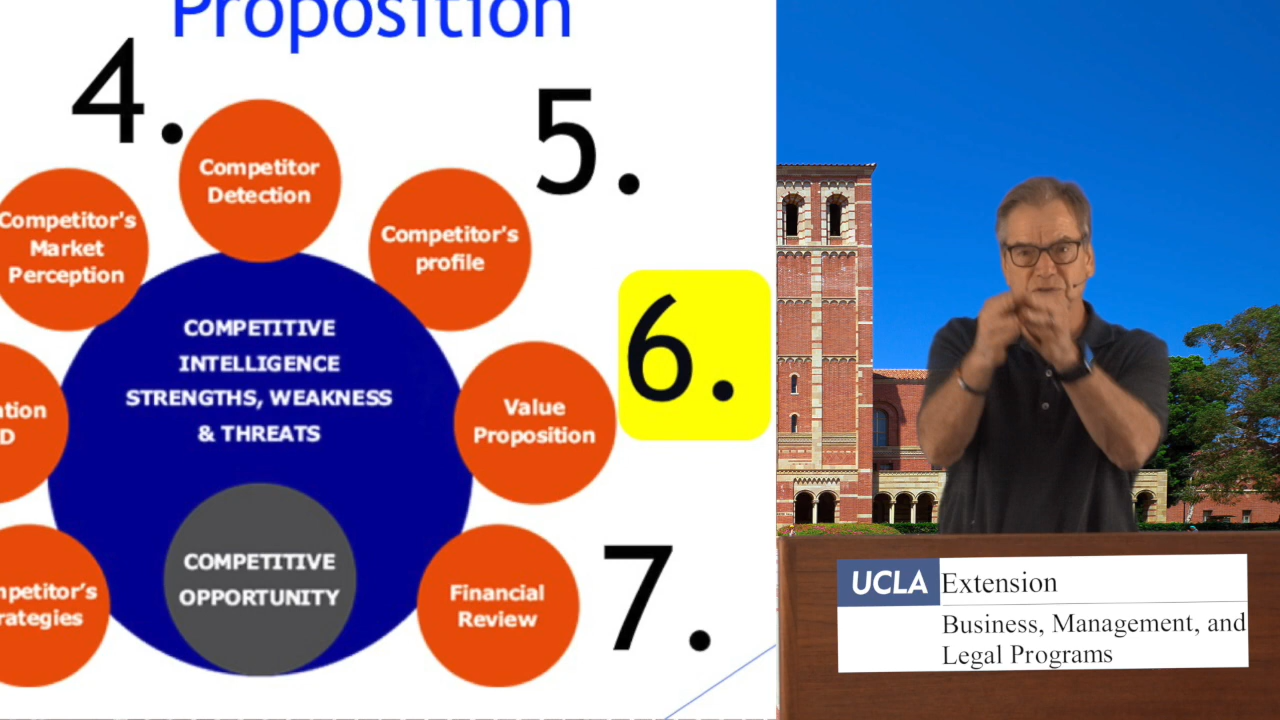 Proposition
4.
5.
Competitor
Detection
Competitor's
Market
Perception
Competitor's
profile
6.
COMPETITIVE
INTELLIGENCE
STRENGTHS, WEAKNESS
& THREATS
Value
Proposition
D
COMPETITIVE
OPPORTUNITY
Financial
Review
7.
UCLA Extension
Business, Management, and
Legal Programs